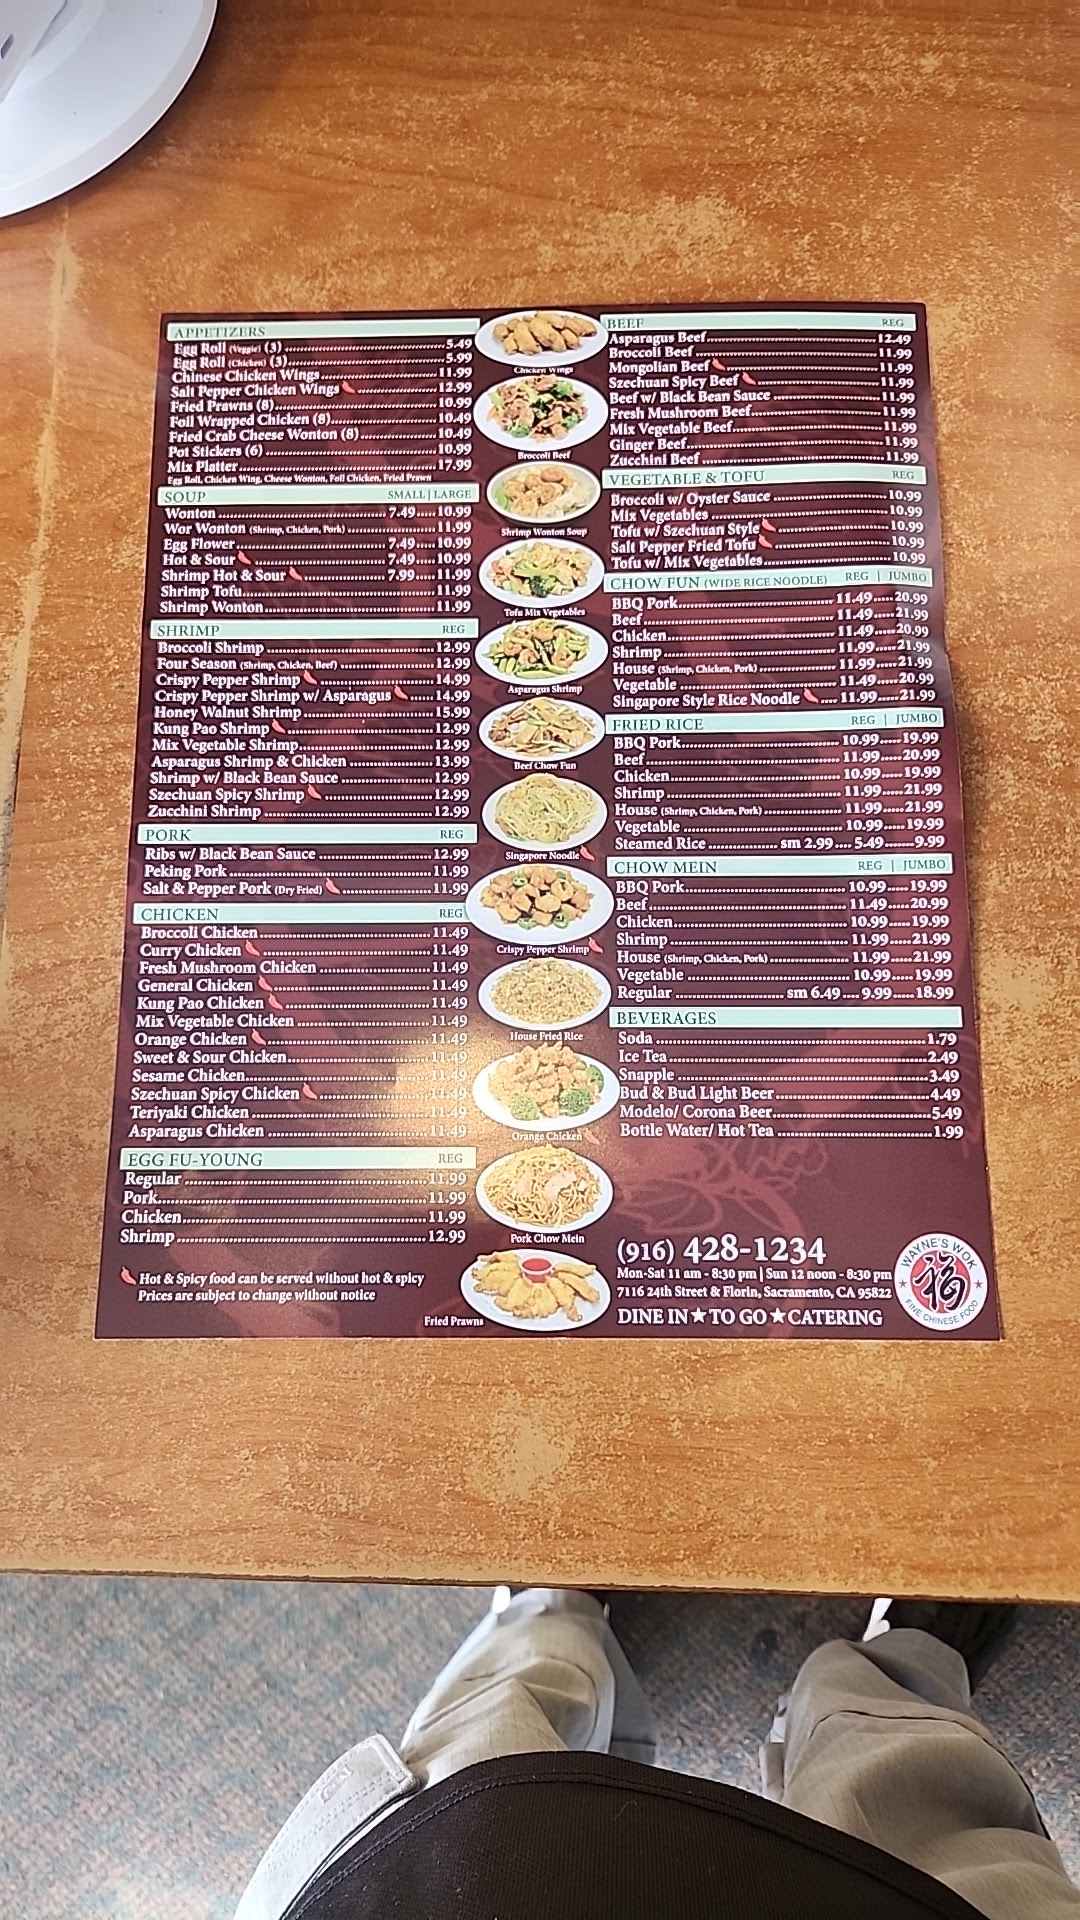 APPETIZERS
Egg Roll (Veggie) (3) 5.49
Egg Roll (Chicken) (3) 5.99
Chinese Chicken Wings 11.99
Salt Pepper Chicken Wings 12.99
Fried Prawns (8) 10.99
Foil Wrapped Chicken (8) 10.49
Fried Crab Cheese Wonton (8) 10.49
Pot Stickers (6) 10.99
Mix Platter 17.99
Egg Roll, Chicken Wing, Cheese Wonton, Foil Chicken, Fried Prawn
SOUP SMALL | LARGE
Wonton 7.49 10.99
Wor Wonton (Shrimp, Chicken, Pork) 11.99
Egg Flower 7.49 10.99
Hot & Sour 7.49 10.99
Shrimp Hot & Sour 7.99 11.99
Shrimp Tofu 11.99
Shrimp Wonton 11.99
SHRIMP REG
Broccoli Shrimp 12.99
Four Season (Shrimp, Chicken, Beef) 12.99
Crispy Pepper Shrimp 14.99
Crispy Pepper Shrimp w/ Asparagus 14.99
Honey Walnut Shrimp 15.99
Kung Pao Shrimp 12.99
Mix Vegetable Shrimp 12.99
Asparagus Shrimp & Chicken 13.99
Shrimp w/ Black Bean Sauce 12.99
Szechuan Spicy Shrimp 12.99
Zucchini Shrimp 12.99
PORK REG
Ribs w/ Black Bean Sauce 12.99
Peking Pork 11.99
Salt & Pepper Pork (Dry Fried) 11.99
CHICKEN REG
Broccoli Chicken 11.49
Curry Chicken 11.49
Fresh Mushroom Chicken 11.49
General Chicken 11.49
Kung Pao Chicken 11.49
Mix Vegetable Chicken 11.49
Orange Chicken 11.49
Sweet & Sour Chicken 11.49
Sesame Chicken 11.49
Szechuan Spicy Chicken 11.49
Teriyaki Chicken 11.49
Asparagus Chicken 11.49
EGG FU-YOUNG REG
Regular 11.99
Pork 11.99
Chicken 11.99
Shrimp 12.99
Hot & Spicy food can be served without hot & spicy
Prices are subject to change without notice
Chicken Wings
Broccoli Beef
Shrimp Wonton Soup
Tofu Mix Vegetables
Asparagus Shrimp
Beef Chow Fun
Singapore Noodle
Crispy Pepper Shrimp
House Fried Rice
Orange Chicken
Pork Chow Mein
Fried Prawns
BEEF REG
Asparagus Beef 12.49
Broccoli Beef 11.99
Mongolian Beef 11.99
Szechuan Spicy Beef 11.99
Beef w/ Black Bean Sauce 11.99
Fresh Mushroom Beef 11.99
Mix Vegetable Beef 11.99
Ginger Beef 11.99
Zucchini Beef 11.99
VEGETABLE & TOFU REG
Broccoli w/ Oyster Sauce 10.99
Mix Vegetables 10.99
Tofu w/ Szechuan Style 10.99
Salt Pepper Fried Tofu 10.99
Tofu w/ Mix Vegetables 10.99
CHOW FUN (WIDE RICE NOODLE) REG | JUMBO
BBQ Pork 11.49 20.99
Beef 11.49 21.99
Chicken 11.49 20.99
Shrimp 11.99 21.99
House (Shrimp, Chicken, Pork) 11.99 21.99
Vegetable 11.49 20.99
Singapore Style Rice Noodle 11.99 21.99
FRIED RICE REG | JUMBO
BBQ Pork 10.99 19.99
Beef 11.99 20.99
Chicken 10.99 19.99
Shrimp 11.99 21.99
House (Shrimp, Chicken, Pork) 11.99 21.99
Vegetable 10.99 19.99
Steamed Rice sm 2.99 5.49 9.99
CHOW MEIN REG | JUMBO
BBQ Pork 10.99 19.99
Beef 11.49 20.99
Chicken 10.99 19.99
Shrimp 11.99 21.99
House (Shrimp, Chicken, Pork) 11.99 21.99
Vegetable 10.99 19.99
Regular sm 6.49 9.99 18.99
BEVERAGES
Soda 1.79
Ice Tea 2.49
Snapple 3.49
Bud & Bud Light Beer 4.49
Modelo/ Corona Beer 5.49
Bottle Water/ Hot Tea 1.99
(916) 428-1234
Mon-Sat 11 am - 8:30 pm | Sun 12 noon - 8:30 pm
7116 24th Street & Florin, Sacramento, CA 95822
DINE IN★TO GO★CATERING
WAYNE'S WOK
福
FINE CHINESE FOOD